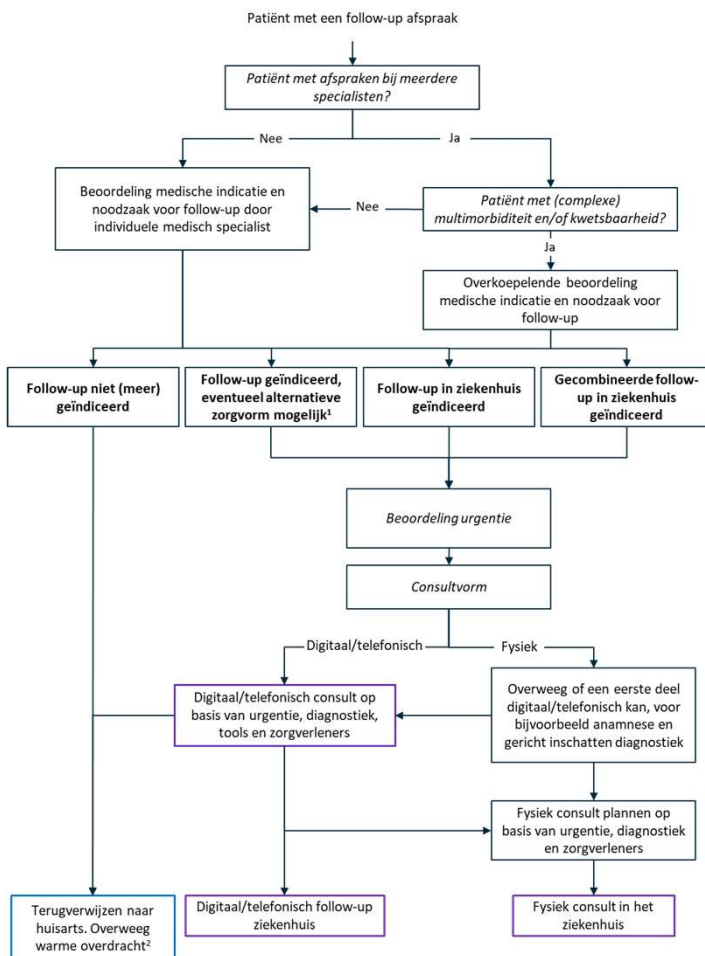 Patiënt met een follow-up afspraak
Patiënt met afspraken bij meerdere
specialisten?
Nee
Ja
Beoordeling medische indicatie en
noodzaak voor follow-up door
individuele medisch specialist
Nee
Patiënt met (complexe)
multimorbiditeit en/of kwetsbaarheid?
Ja
Overkoepelende beoordeling
medische indicatie en noodzaak voor
follow-up
Follow-up niet (meer)
geïndiceerd
Follow-up geïndiceerd,
eventueel alternatieve
zorgvorm mogelijk¹
Follow-up in ziekenhuis
geïndiceerd
Gecombineerde follow-
up in ziekenhuis
geïndiceerd
Beoordeling urgentie
Consultvorm
Digitaal/telefonisch
Fysiek
Digitaal/telefonisch consult op
basis van urgentie, diagnostiek,
tools en zorgverleners
Overweeg of een eerste deel
digitaal/telefonisch kan, voor
bijvoorbeeld anamnese en
gericht inschatten diagnostiek
Fysiek consult plannen op
basis van urgentie, diagnostiek
en zorgverleners
Terugverwijzen naar
huisarts. Overweeg
warme overdracht²
Digitaal/telefonisch follow-up
ziekenhuis
Fysiek consult in het
ziekenhuis